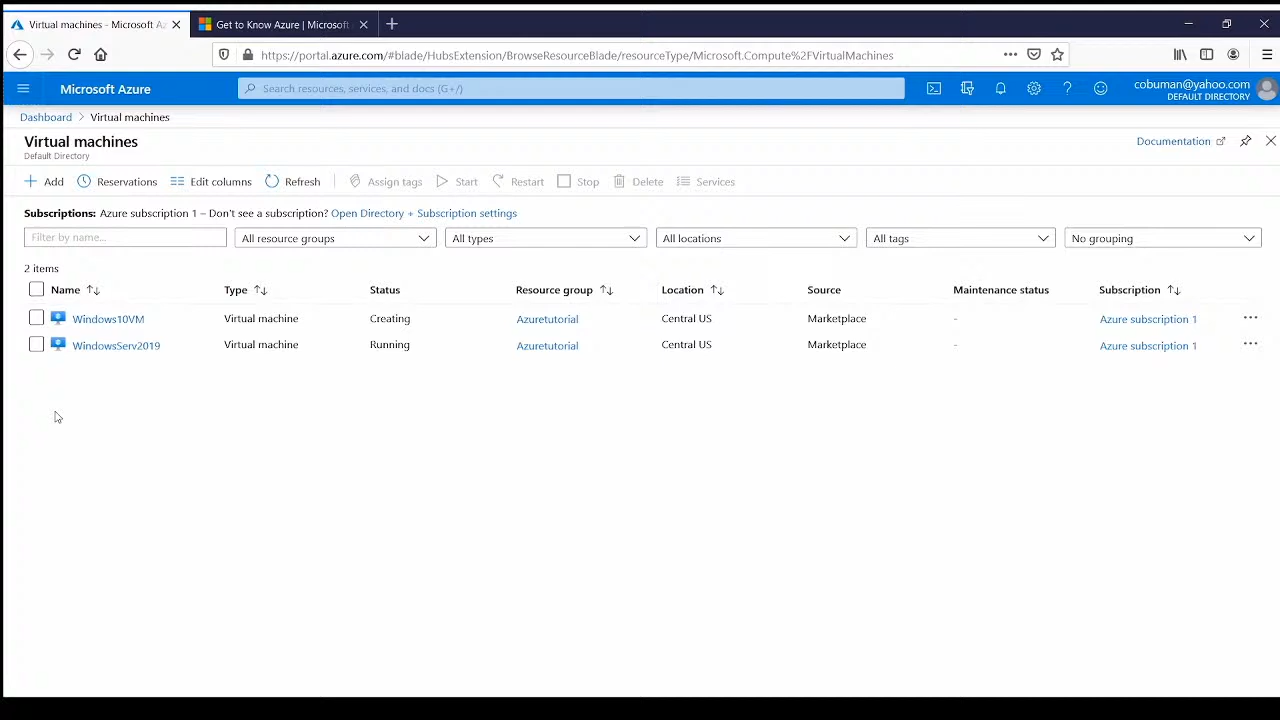 Virtual machines - Microsoft Az
Get to Know Azure | Microsoft
https://portal.azure.com/#blade/HubsExtension/BrowseResourceBlade/resourceType/Microsoft.Compute%2FVirtualMachines
Microsoft Azure
Search resources, services, and docs (G+/)
cobuman@yahoo.com
DEFAULT DIRECTORY
Dashboard > Virtual machines
Virtual machines
Default Directory
Documentation
Add Reservations Edit columns Refresh Assign tags Start Restart Stop Delete Services
Subscriptions: Azure subscription 1 – Don't see a subscription? Open Directory + Subscription settings
Filter by name... All resource groups All types All locations All tags No grouping
2 items
Name Type Status Resource group Location Source Maintenance status Subscription
Windows10VM Virtual machine Creating Azuretutorial Central US Marketplace - Azure subscription 1
WindowsServ2019 Virtual machine Running Azuretutorial Central US Marketplace - Azure subscription 1